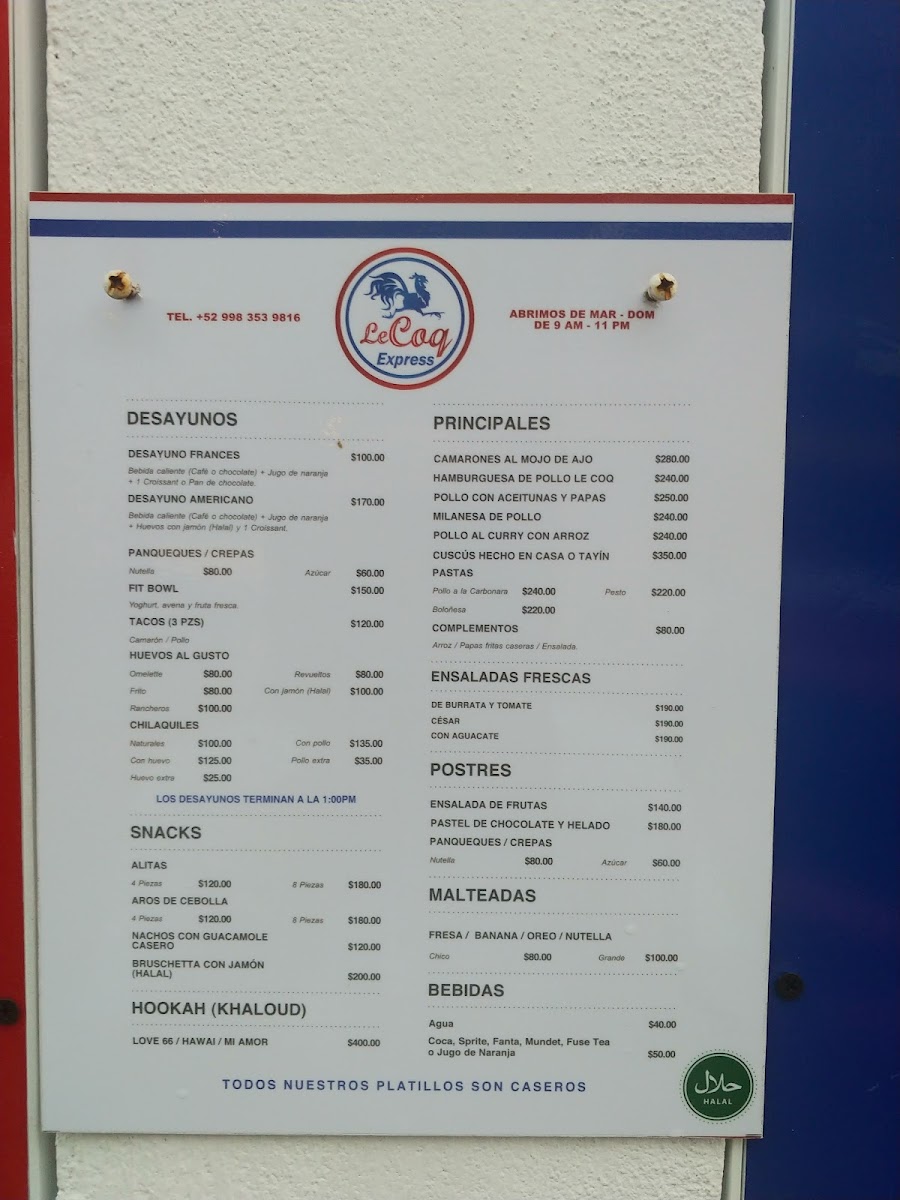 TEL. +52 998 353 9816
LeCoq
Express
ABRIMOS DE MAR - DOM
DE 9 AM - 11 PM
DESAYUNOS
DESAYUNO FRANCES $100.00
Bebida caliente (Café o chocolate) + Jugo de naranja
+ 1 Croissant o Pan de chocolate.
DESAYUNO AMERICANO $170.00
Bebida caliente (Café o chocolate) + Jugo de naranja
+ Huevos con jamón (Halal) y 1 Croissant.
PANQUEQUES / CREPAS
Nutella $80.00 Azúcar $60.00
FIT BOWL $150.00
Yoghurt, avena y fruta fresca.
TACOS (3 PZS) $120.00
Camarón / Pollo
HUEVOS AL GUSTO
Omelette $80.00 Revueltos $80.00
Frito $80.00 Con jamón (Halal) $100.00
Rancheros $100.00
CHILAQUILES
Naturales $100.00 Con pollo $135.00
Con huevo $125.00 Pollo extra $35.00
Huevo extra $25.00
LOS DESAYUNOS TERMINAN A LA 1:00PM
SNACKS
ALITAS
4 Piezas $120.00 8 Piezas $180.00
AROS DE CEBOLLA
4 Piezas $120.00 8 Piezas $180.00
NACHOS CON GUACAMOLE
CASERO $120.00
BRUSCHETTA CON JAMÓN
(HALAL) $200.00
HOOKAH (KHALOUD)
LOVE 66 / HAWAI / MI AMOR $400.00
PRINCIPALES
CAMARONES AL MOJO DE AJO $280.00
HAMBURGUESA DE POLLO LE COQ $240.00
POLLO CON ACEITUNAS Y PAPAS $250.00
MILANESA DE POLLO $240.00
POLLO AL CURRY CON ARROZ $240.00
CUSCÚS HECHO EN CASA O TAYÍN $350.00
PASTAS
Pollo a la Carbonara $240.00 Pesto $220.00
Boloñesa $220.00
COMPLEMENTOS $80.00
Arroz / Papas fritas caseras / Ensalada.
ENSALADAS FRESCAS
DE BURRATA Y TOMATE $190.00
CÉSAR $190.00
CON AGUACATE $190.00
POSTRES
ENSALADA DE FRUTAS $140.00
PASTEL DE CHOCOLATE Y HELADO $180.00
PANQUEQUES / CREPAS
Nutella $80.00 Azúcar $60.00
MALTEADAS
FRESA / BANANA / OREO / NUTELLA
Chico $80.00 Grande $100.00
BEBIDAS
Agua $40.00
Coca, Sprite, Fanta, Mundet, Fuse Tea
o Jugo de Naranja $50.00
TODOS NUESTROS PLATILLOS SON CASEROS
حلال
HALAL